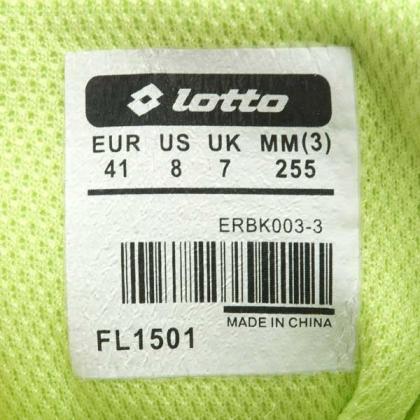 lotto
EUR US UK MM(3)
41 8 7 255
ERBK003-3
MADE IN CHINA
FL1501